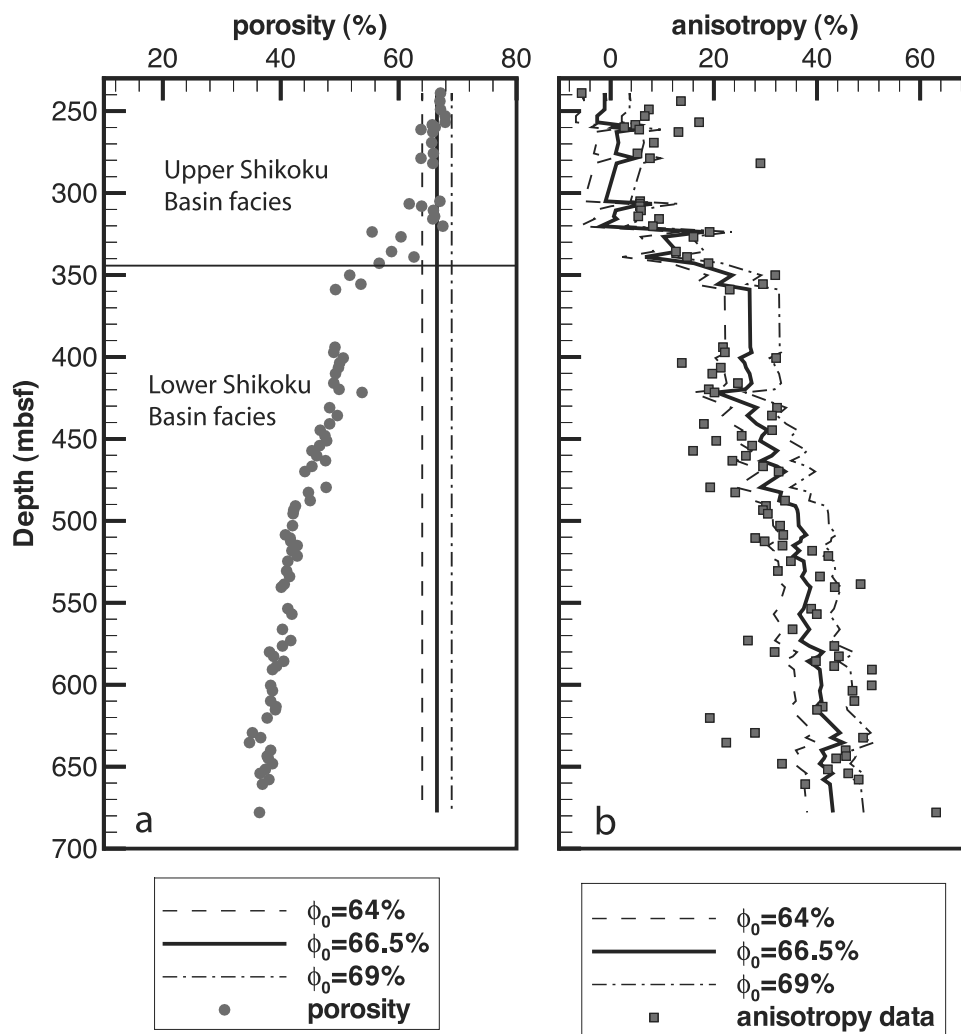 porosity (%)
20 40 60 80
anisotropy (%)
0 20 40 60
Depth (mbsf)
250
300
350
400
450
500
550
600
650
700
Upper Shikoku
Basin facies
Lower Shikoku
Basin facies
a
b
ϕ₀=64%
ϕ₀=66.5%
ϕ₀=69%
porosity
ϕ₀=64%
ϕ₀=66.5%
ϕ₀=69%
anisotropy data